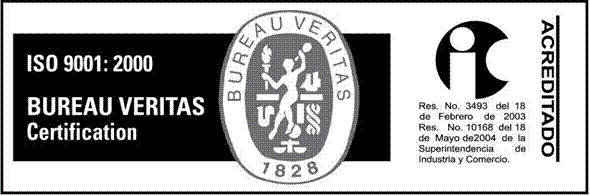 ISO 9001: 2000
BUREAU VERITAS
Certification
BUREAU VERITAS
1828
ic
ACREDITADO
Res. No. 3493 del 18
de Febrero de 2003
Res. No. 10168 del 18
de Mayo de2004 de la
Superintendencia de
Industria y Comercio.